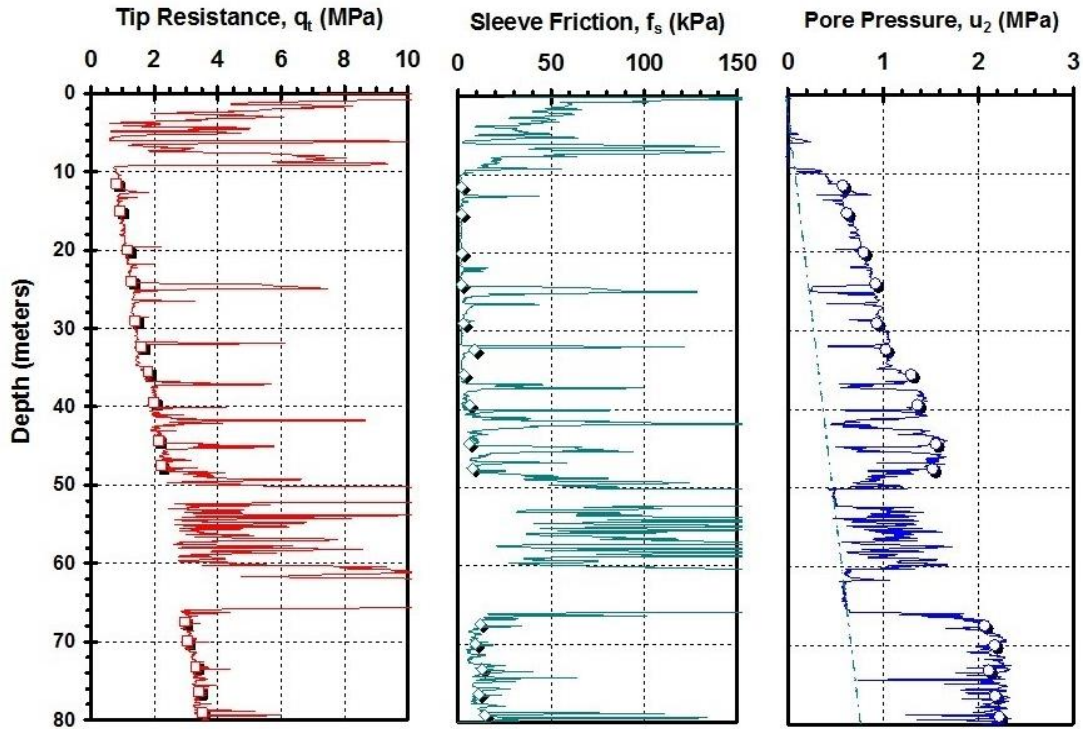 Tip Resistance, qt (MPa)
0 2 4 6 8 10
Sleeve Friction, fs (kPa)
0 50 100 150
Pore Pressure, u2 (MPa)
0 1 2 3
Depth (meters)
0
10
20
30
40
50
60
70
80